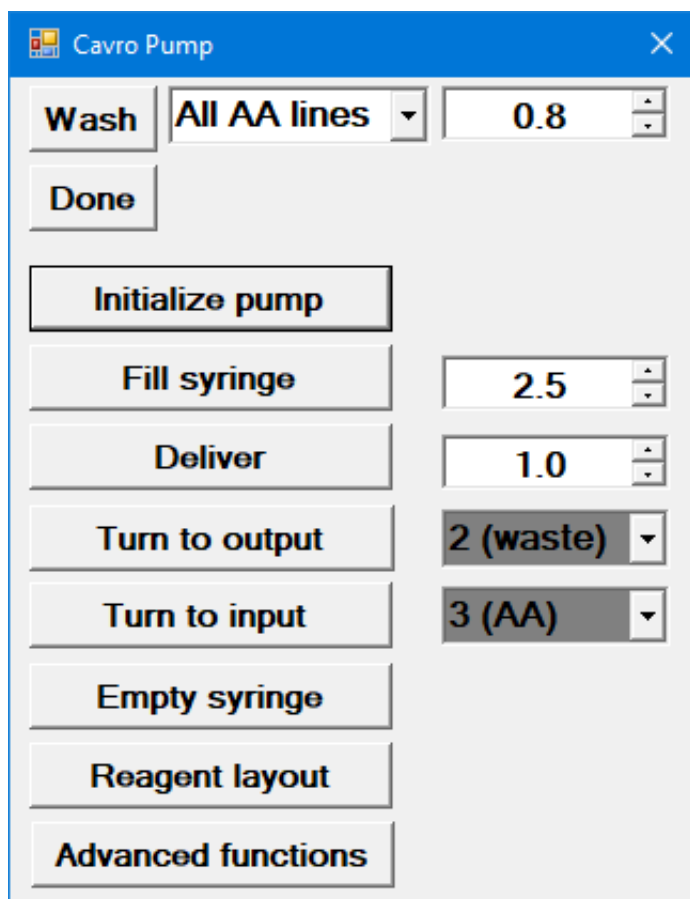 Cavro Pump
Wash All AA lines 0.8
Done
Initialize pump
Fill syringe 2.5
Deliver 1.0
Turn to output 2 (waste)
Turn to input 3 (AA)
Empty syringe
Reagent layout
Advanced functions